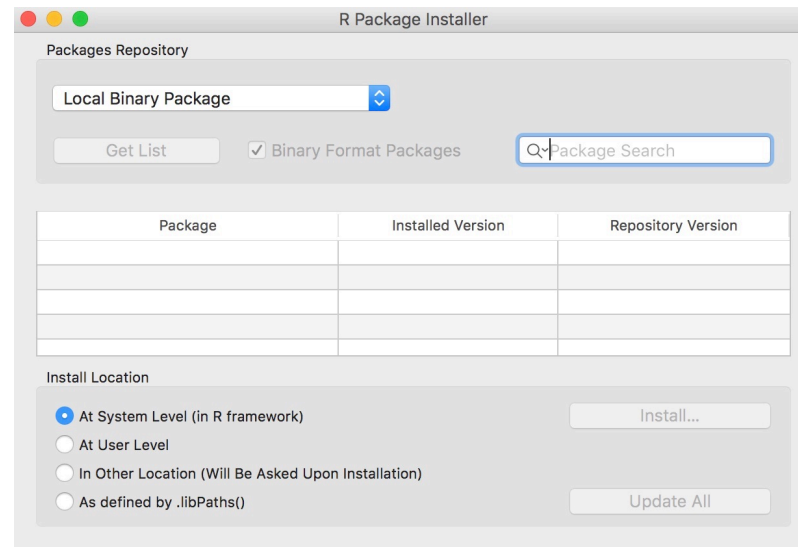 R Package Installer
Packages Repository
Local Binary Package
Get List
Binary Format Packages
Package Search
Package Installed Version Repository Version
Install Location
At System Level (in R framework)
Install...
At User Level
In Other Location (Will Be Asked Upon Installation)
As defined by .libPaths()
Update All